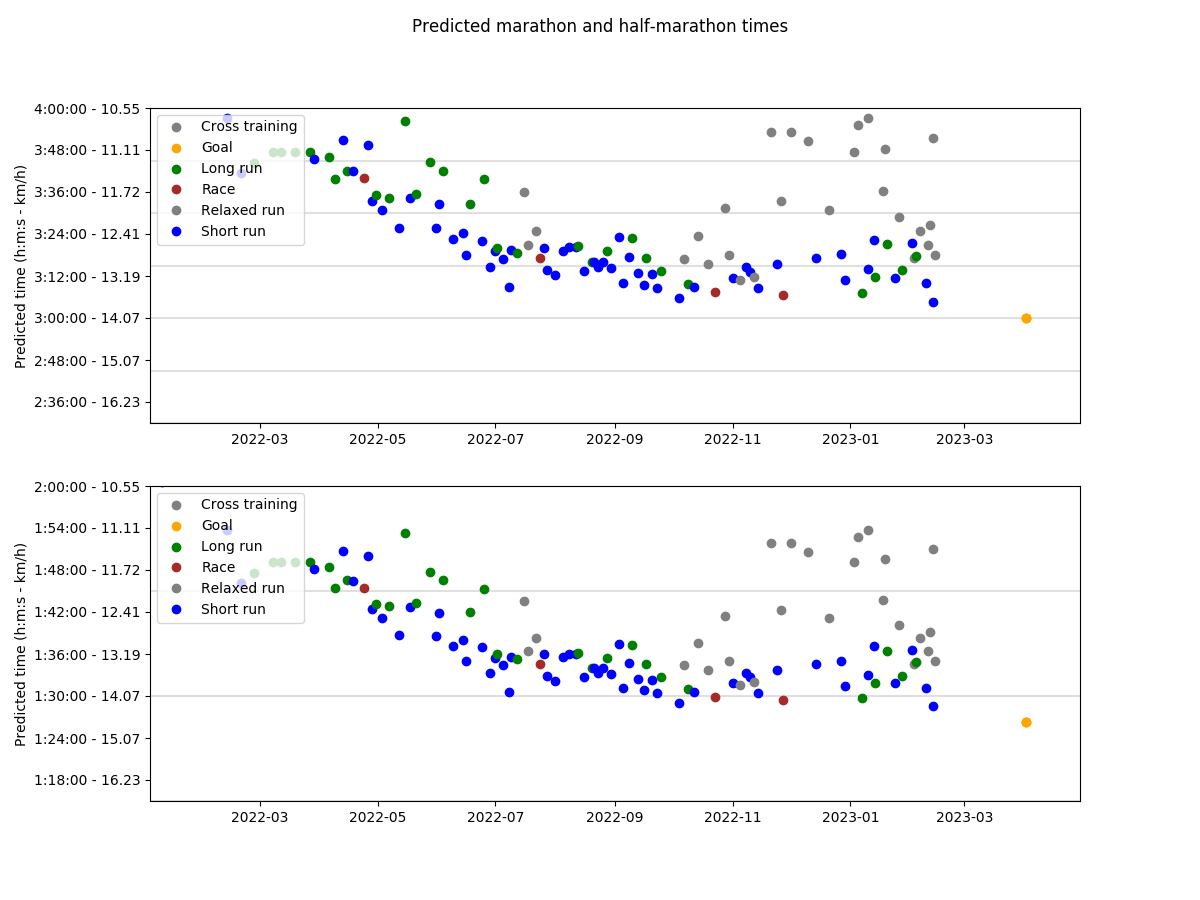 Predicted marathon and half-marathon times
Predicted time (h:m:s - km/h)
4:00:00 - 10.55
3:48:00 - 11.11
3:36:00 - 11.72
3:24:00 - 12.41
3:12:00 - 13.19
3:00:00 - 14.07
2:48:00 - 15.07
2:36:00 - 16.23
Cross training
Goal
Long run
Race
Relaxed run
Short run
2022-03 2022-05 2022-07 2022-09 2022-11 2023-01 2023-03
Predicted time (h:m:s - km/h)
2:00:00 - 10.55
1:54:00 - 11.11
1:48:00 - 11.72
1:42:00 - 12.41
1:36:00 - 13.19
1:30:00 - 14.07
1:24:00 - 15.07
1:18:00 - 16.23
Cross training
Goal
Long run
Race
Relaxed run
Short run
2022-03 2022-05 2022-07 2022-09 2022-11 2023-01 2023-03